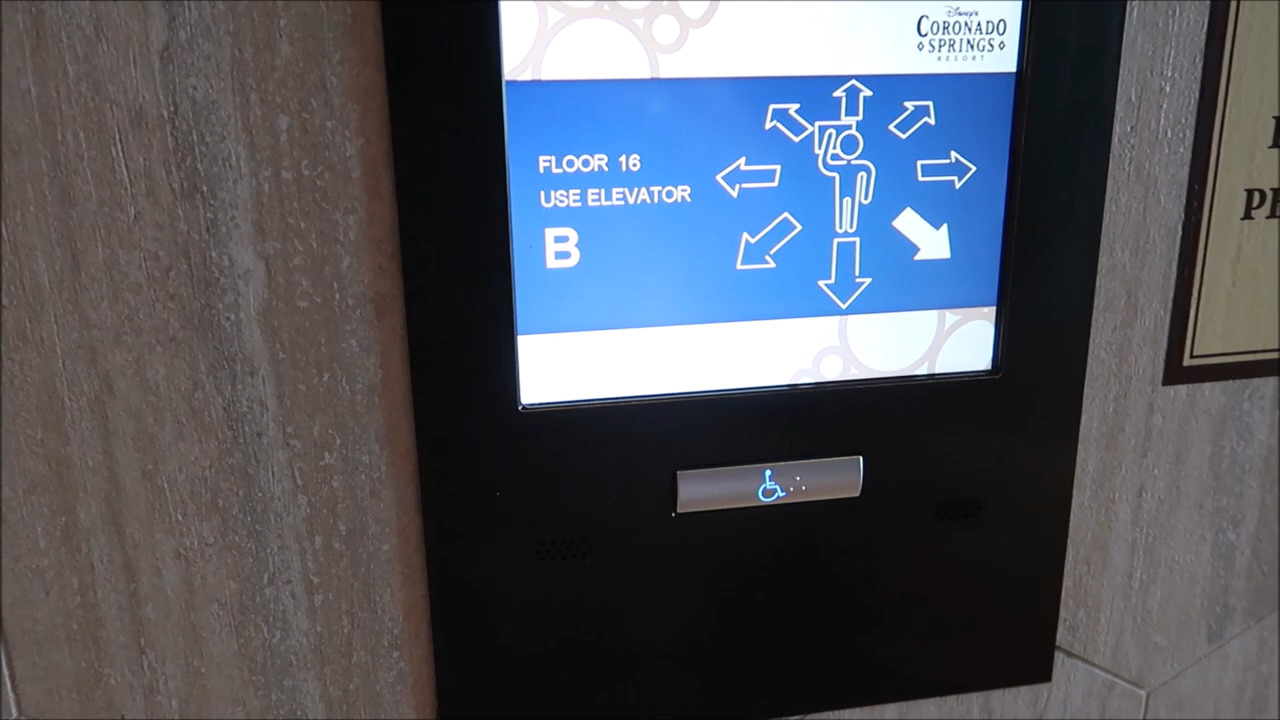 Disney's
CORONADO
SPRINGS
RESORT
FLOOR 16
USE ELEVATOR
B